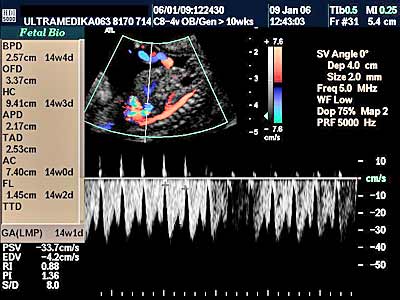 06/01/09:122430 09 Jan 06 TIb0.5 MI 0.25
ULTRAMEDIKA063 8170 714 C8-4v OB/Gen > 10wks 12:43:03 Fr #31 5.4 cm
Fetal Bio
BPD
2.57cm 14w4d
OFD
3.37cm
HC
9.41cm 14w3d
APD
2.17cm
TAD
2.53cm
AC
7.40cm 14w0d
FL
1.45cm 14w2d
TTD
GA(LMP) 14w1d
PSV -33.7cm/s
EDV -4.2cm/s
RI 0.88
PI 1.36
S/D 8.0
ATL
+ 7.6
- 7.6
cm/s
SV Angle 0°
Dep 4.0 cm
Size 2.0 mm
Freq 5.0 MHz
WF Low
Dop 75% Map 2
PRF 5000 Hz
10
cm/s
-10
-20
-30
-40
-50